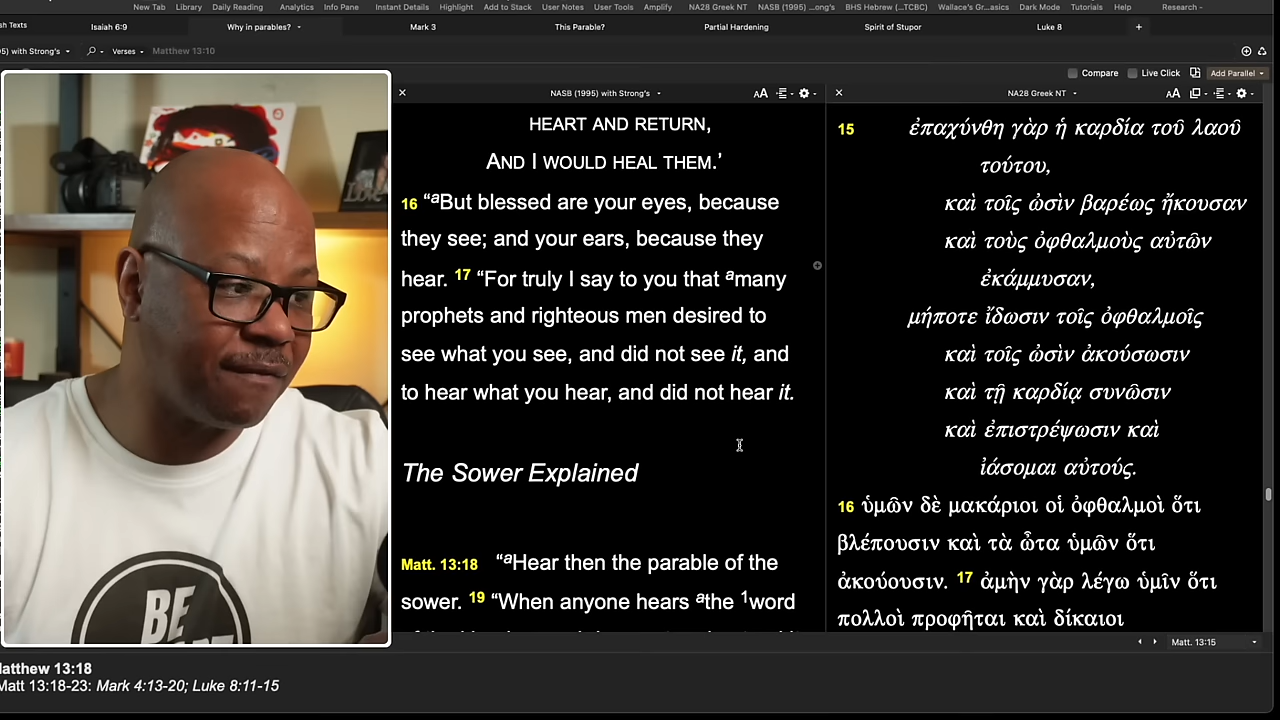 New Tab Library Daily Reading Analytics Info Pane Instant Details Highlight Add to Stack User Notes User Tools Amplify NA28 Greek NT NASB (1995) ...ong's BHS Hebrew (...TCBC) Wallace's Gr...asics Dark Mode Tutorials Help Research -
sh Texts Isaiah 6:9 Why in parables? Mark 3 This Parable? Partial Hardening Spirit of Stupor Luke 8 +
95) with Strong's Verses Matthew 13:10
Compare Live Click Add Parallel
NASB (1995) with Strong's AA
NA28 Greek NT AA
HEART AND RETURN,
AND I WOULD HEAL THEM.’
16 “aBut blessed are your eyes, because
they see; and your ears, because they
hear. 17 “For truly I say to you that amany
prophets and righteous men desired to
see what you see, and did not see it, and
to hear what you hear, and did not hear it.
The Sower Explained
Matt. 13:18 “aHear then the parable of the
sower. 19 “When anyone hears athe 1word
15 ἐπαχύνθη γὰρ ἡ καρδία τοῦ λαοῦ
τούτου,
καὶ τοῖς ὠσὶν βαρέως ἤκουσαν
καὶ τοὺς ὀφθαλμοὺς αὐτῶν
ἐκάμμυσαν,
μήποτε ἴδωσιν τοῖς ὀφθαλμοῖς
καὶ τοῖς ὠσὶν ἀκούσωσιν
καὶ τῇ καρδίᾳ συνῶσιν
καὶ ἐπιστρέψωσιν καὶ
ἰάσομαι αὐτούς.
16 ὑμῶν δὲ μακάριοι οἱ ὀφθαλμοὶ ὅτι
βλέπουσιν καὶ τὰ ὦτα ὑμῶν ὅτι
ἀκούουσιν. 17 ἀμὴν γὰρ λέγω ὑμῖν ὅτι
πολλοὶ προφῆται καὶ δίκαιοι
Matt. 13:15
BE
atthew 13:18
Matt 13:18-23: Mark 4:13-20; Luke 8:11-15